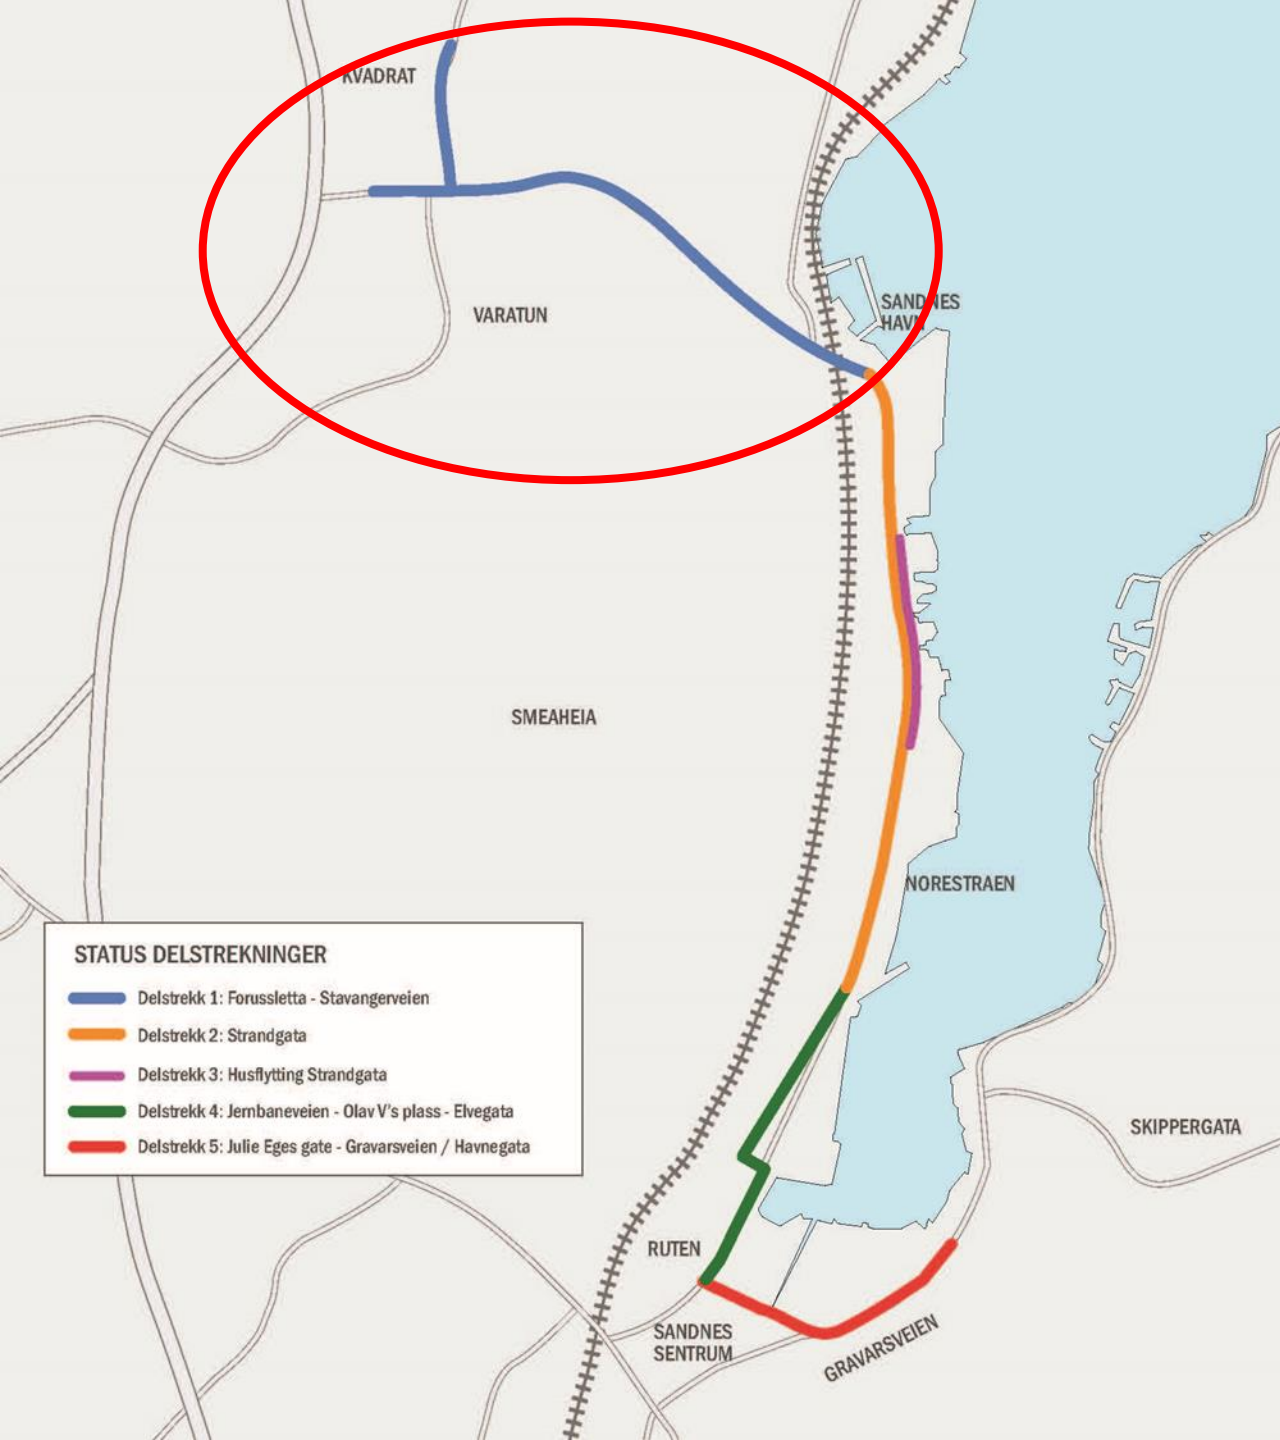 KVADRAT
SANDNES
HAVN
VARATUN
SMEAHEIA
NORESTRAEN
STATUS DELSTREKNINGER
Delstrekk 1: Forussletta - Stavangerveien
Delstrekk 2: Strandgata
Delstrekk 3: Husflytting Strandgata
Delstrekk 4: Jernbaneveien - Olav V's plass - Elvegata
Delstrekk 5: Julie Eges gate - Gravarsveien / Havnegata
SKIPPERGATA
RUTEN
SANDNES
SENTRUM
GRAVARSVEIEN